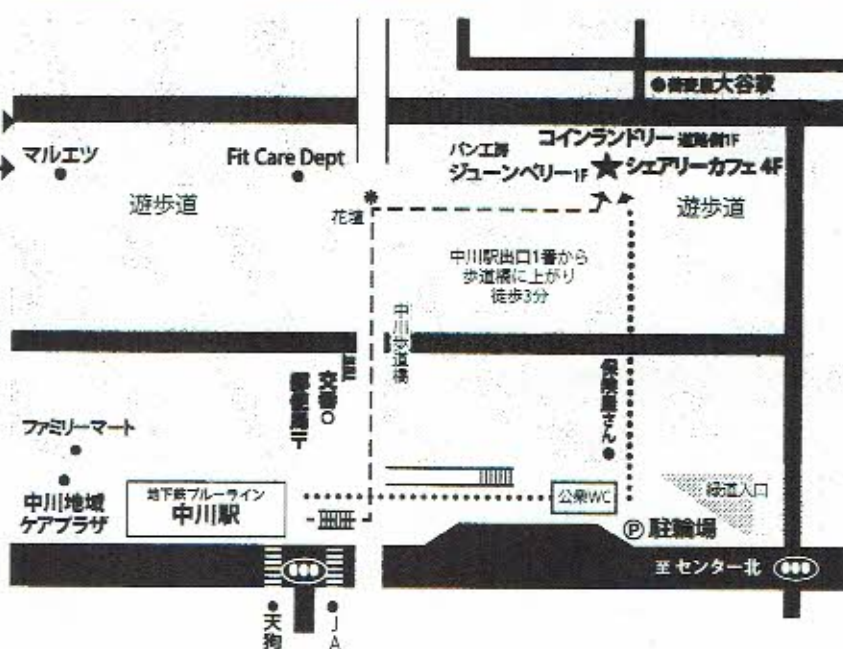 ●蕎麦屋大谷家
マルエツ
Fit Care Dept
パン工房
ジューンベリー1F
コインランドリー 道路側1F
★シェアリーカフェ 4F
遊歩道
花壇
遊歩道
中川駅出口1番から
歩道橋に上がり
徒歩3分
中川歩道橋
交番
郵便局〒
保険屋さん
ファミリーマート
中川地域
ケアプラザ
地下鉄ブルーライン
中川駅
公衆WC
緑道入口
Ⓟ 駐輪場
至 センター北
天狗
JA